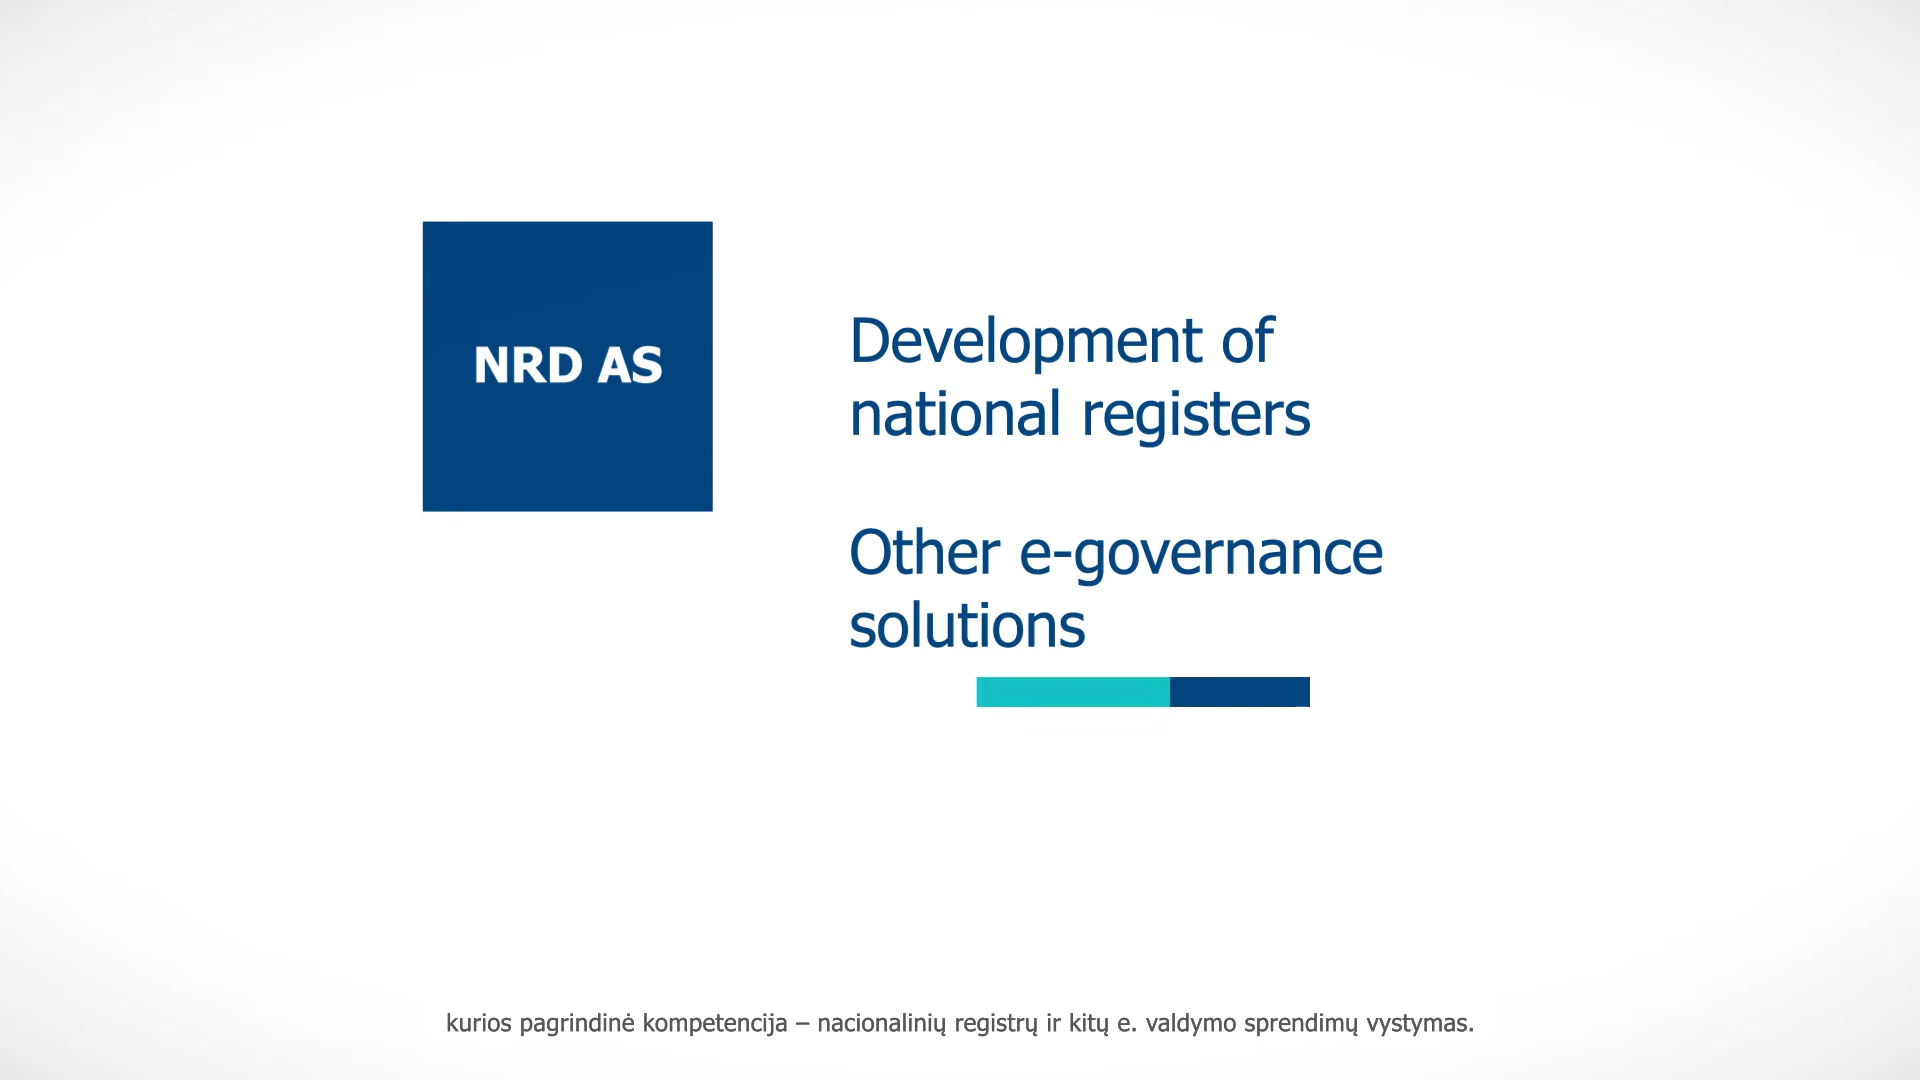 NRD AS
Development of
national registers
Other e-governance
solutions
kurios pagrindinė kompetencija – nacionalinių registrų ir kitų e. valdymo sprendimų vystymas.